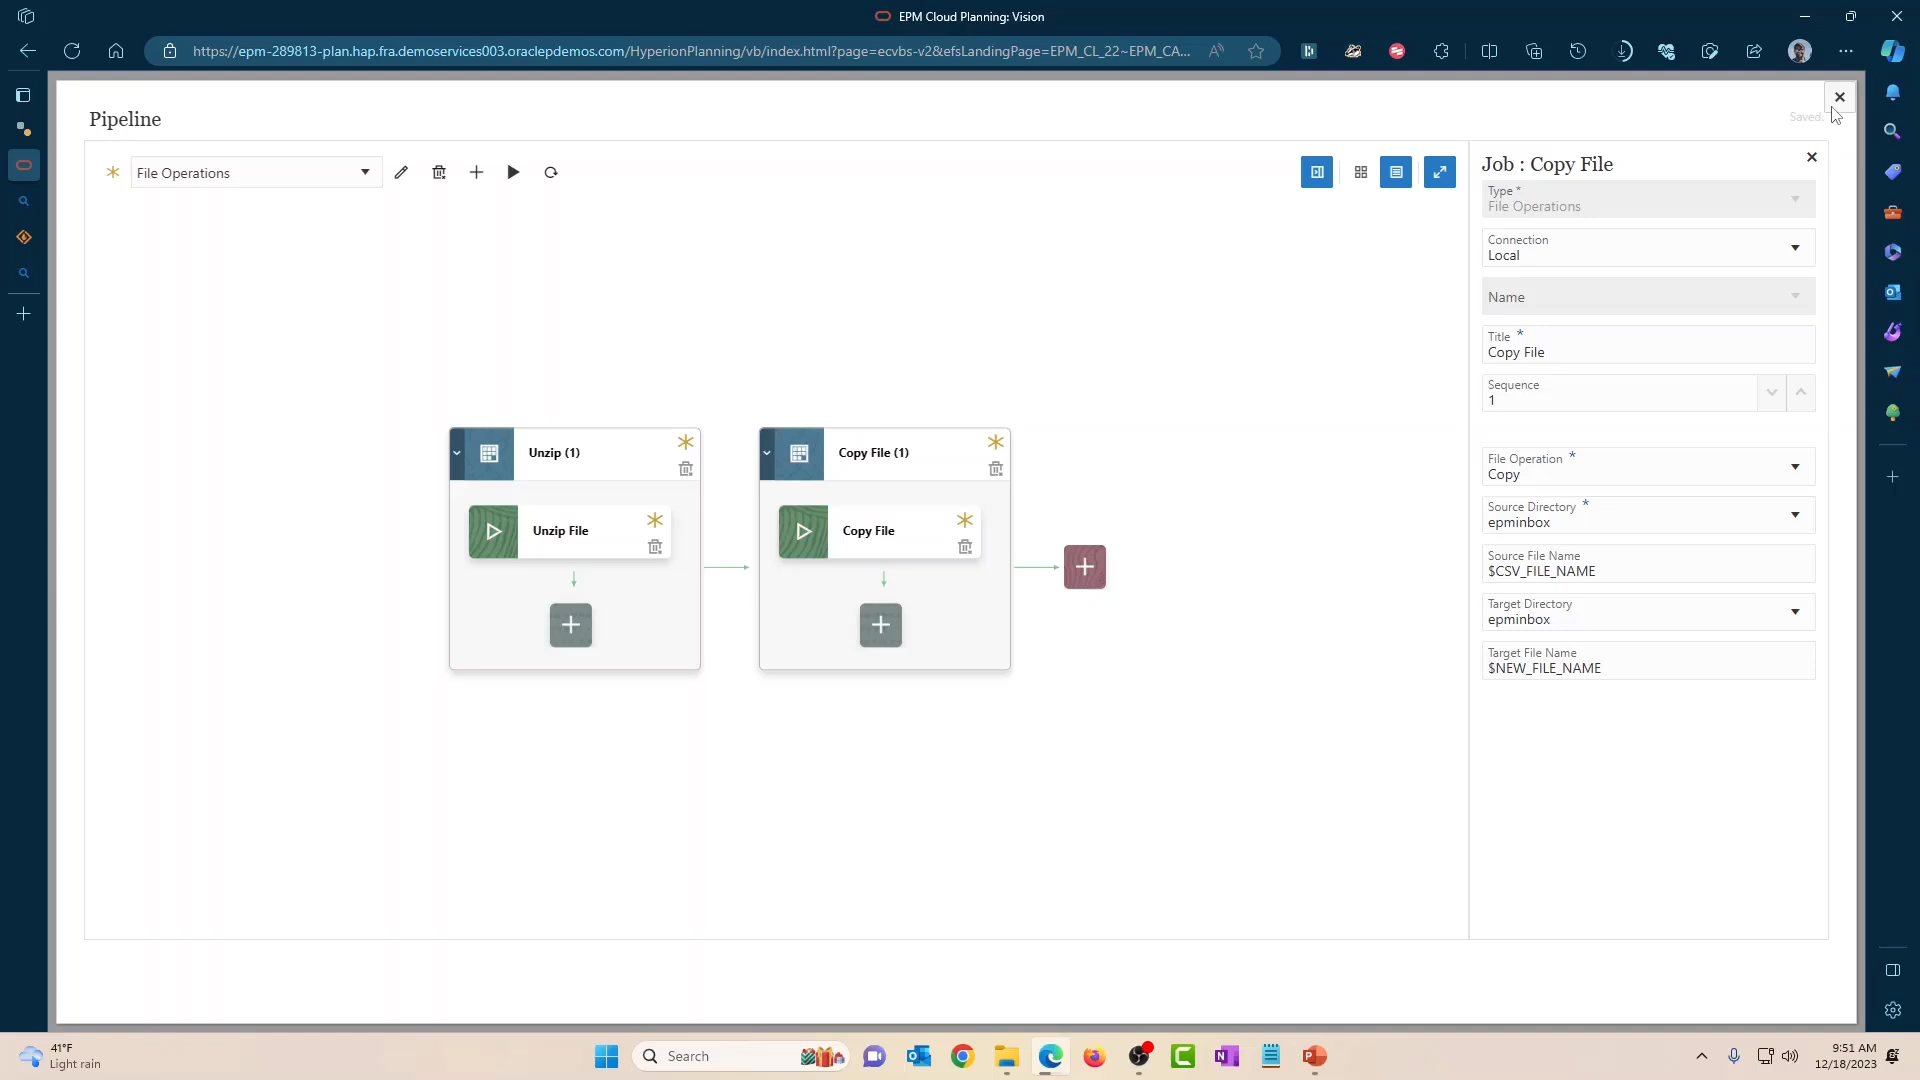 EPM Cloud Planning: Vision
https://epm-289813-plan.hap.fra.demoservices003.oraclepdemos.com/HyperionPlanning/vb/index.html?page=ecvbs-v2&efsLandingPage=EPM_CL_22~EPM_CA...
Pipeline
Saved.
File Operations
Job : Copy File
Type *
File Operations
Connection
Local
Name
Title *
Copy File
Sequence
1
Unzip (1)
Copy File (1)
File Operation *
Copy
Source Directory *
epminbox
Unzip File
Copy File
Source File Name
$CSV_FILE_NAME
Target Directory
epminbox
Target File Name
$NEW_FILE_NAME
41°F
Light rain
Search
9:51 AM
12/18/2023